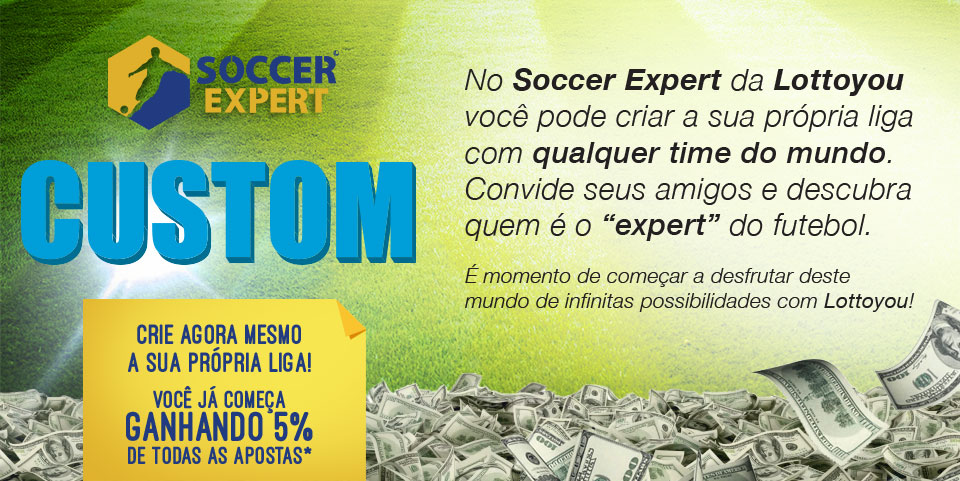 SOCCER
EXPERT
CUSTOM
No Soccer Expert da Lottoyou
você pode criar a sua própria liga
com qualquer time do mundo.
Convide seus amigos e descubra
quem é o “expert” do futebol.
É momento de começar a desfrutar deste
mundo de infinitas possibilidades com Lottoyou!
CRIE AGORA MESMO
A SUA PRÓPRIA LIGA!
VOCÊ JÁ COMEÇA
GANHANDO 5%
DE TODAS AS APOSTAS*
100